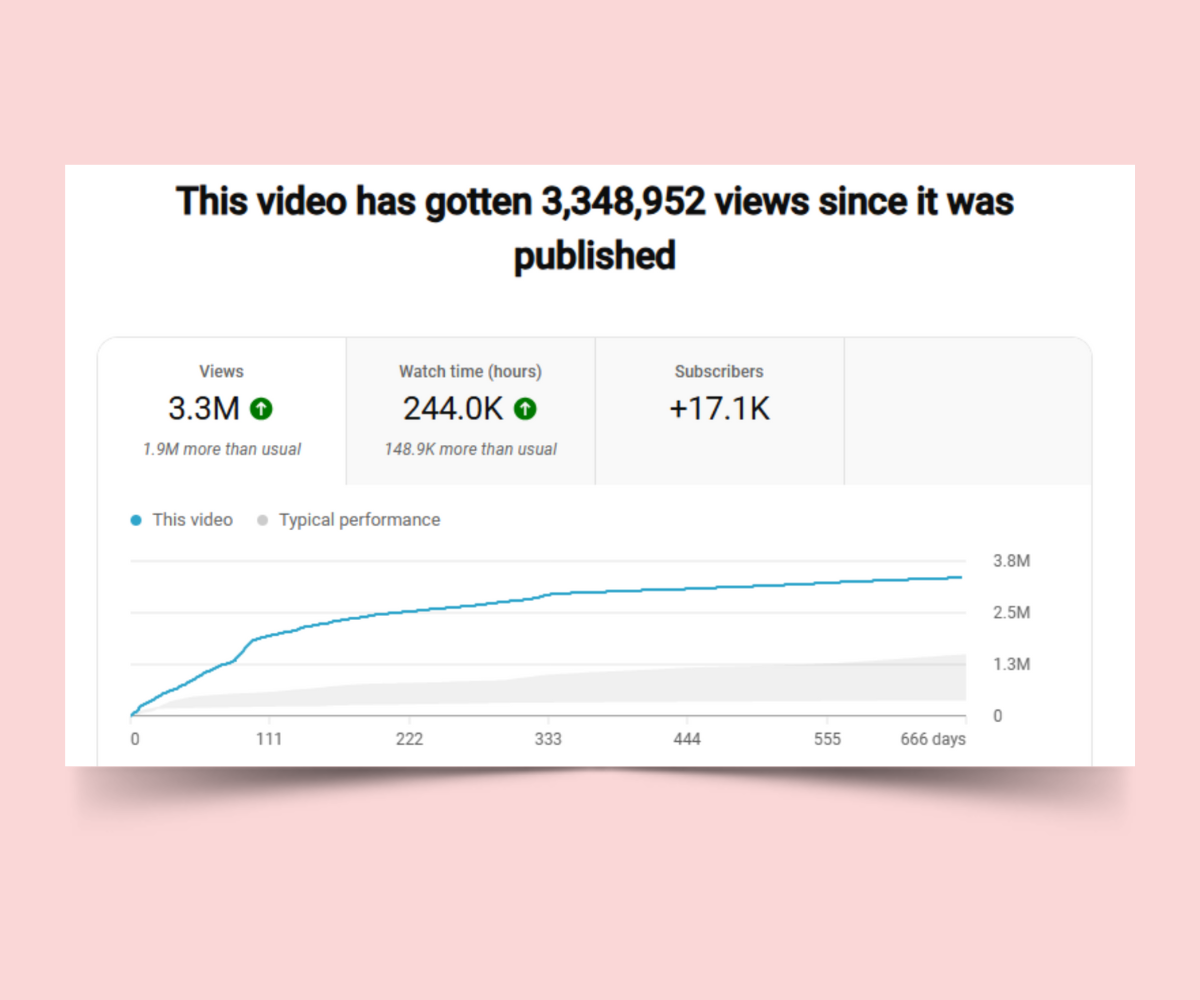 This video has gotten 3,348,952 views since it was
published
Views
3.3M
1.9M more than usual
Watch time (hours)
244.0K
148.9K more than usual
Subscribers
+17.1K
This video
Typical performance
3.8M
2.5M
1.3M
0
0 111 222 333 444 555 666 days